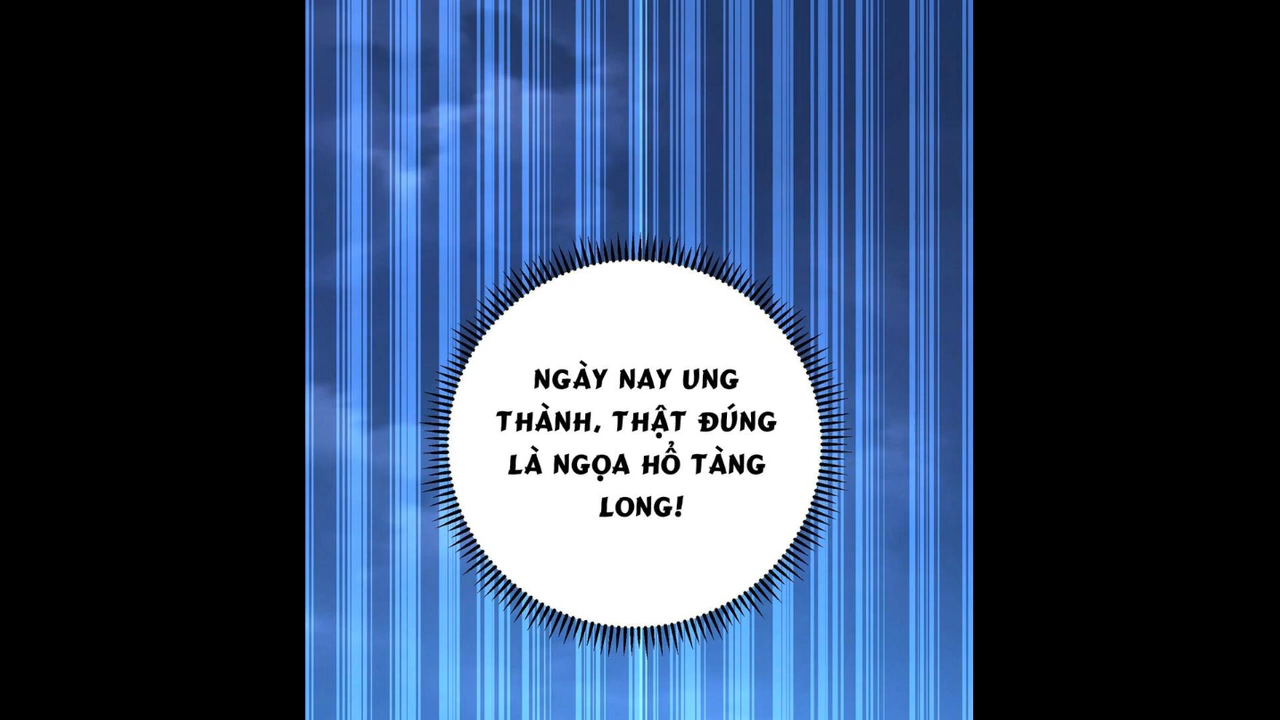 NGÀY NAY UNG
THÀNH, THẬT ĐÚNG
LÀ NGỌA HỔ TÀNG
LONG!